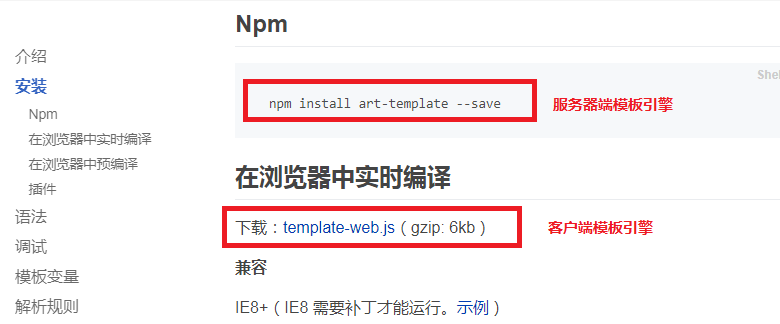 介绍
安装
Npm
在浏览器中实时编译
在浏览器中预编译
插件
语法
调试
模板变量
解析规则
Npm
Shel
npm install art-template --save
服务器端模板引擎
在浏览器中实时编译
下载：template-web.js（gzip: 6kb）
客户端模板引擎
兼容
IE8+（IE8 需要补丁才能运行。示例）